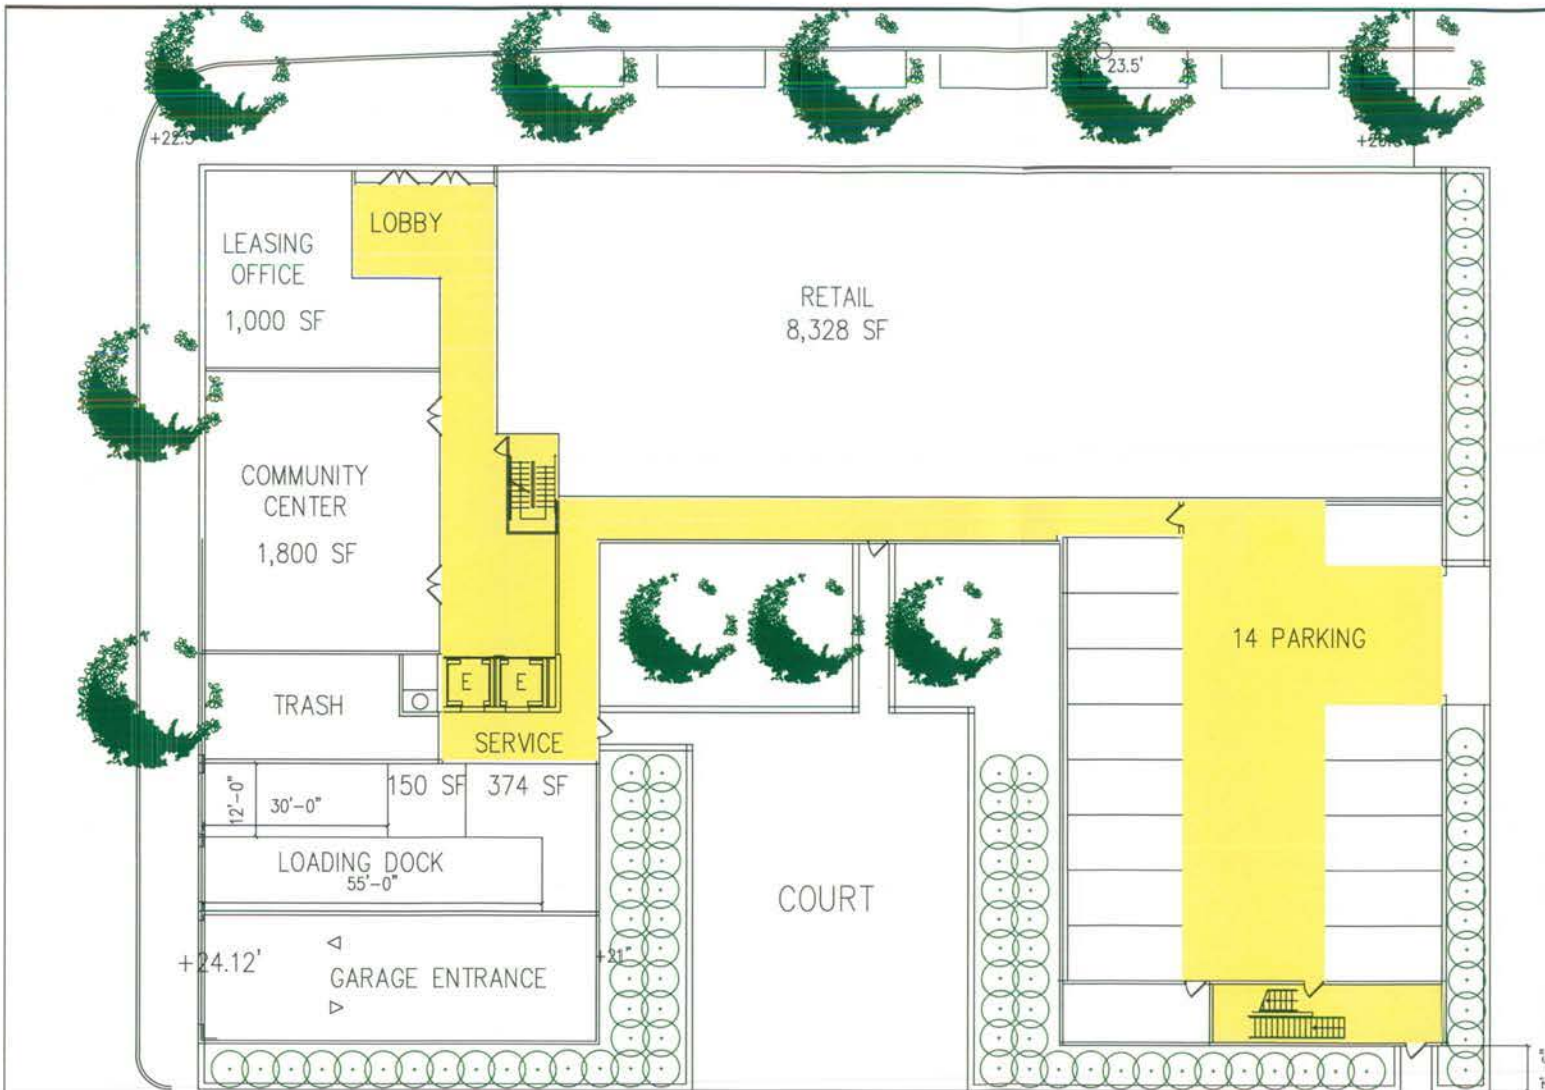 23.5'
LOBBY
LEASING
OFFICE
1,000 SF
RETAIL
8,328 SF
COMMUNITY
CENTER
1,800 SF
14 PARKING
E
E
TRASH
SERVICE
150 SF
374 SF
12'-0"
30'-0"
LOADING DOCK
55'-0"
COURT
+24.12'
+21"
GARAGE ENTRANCE